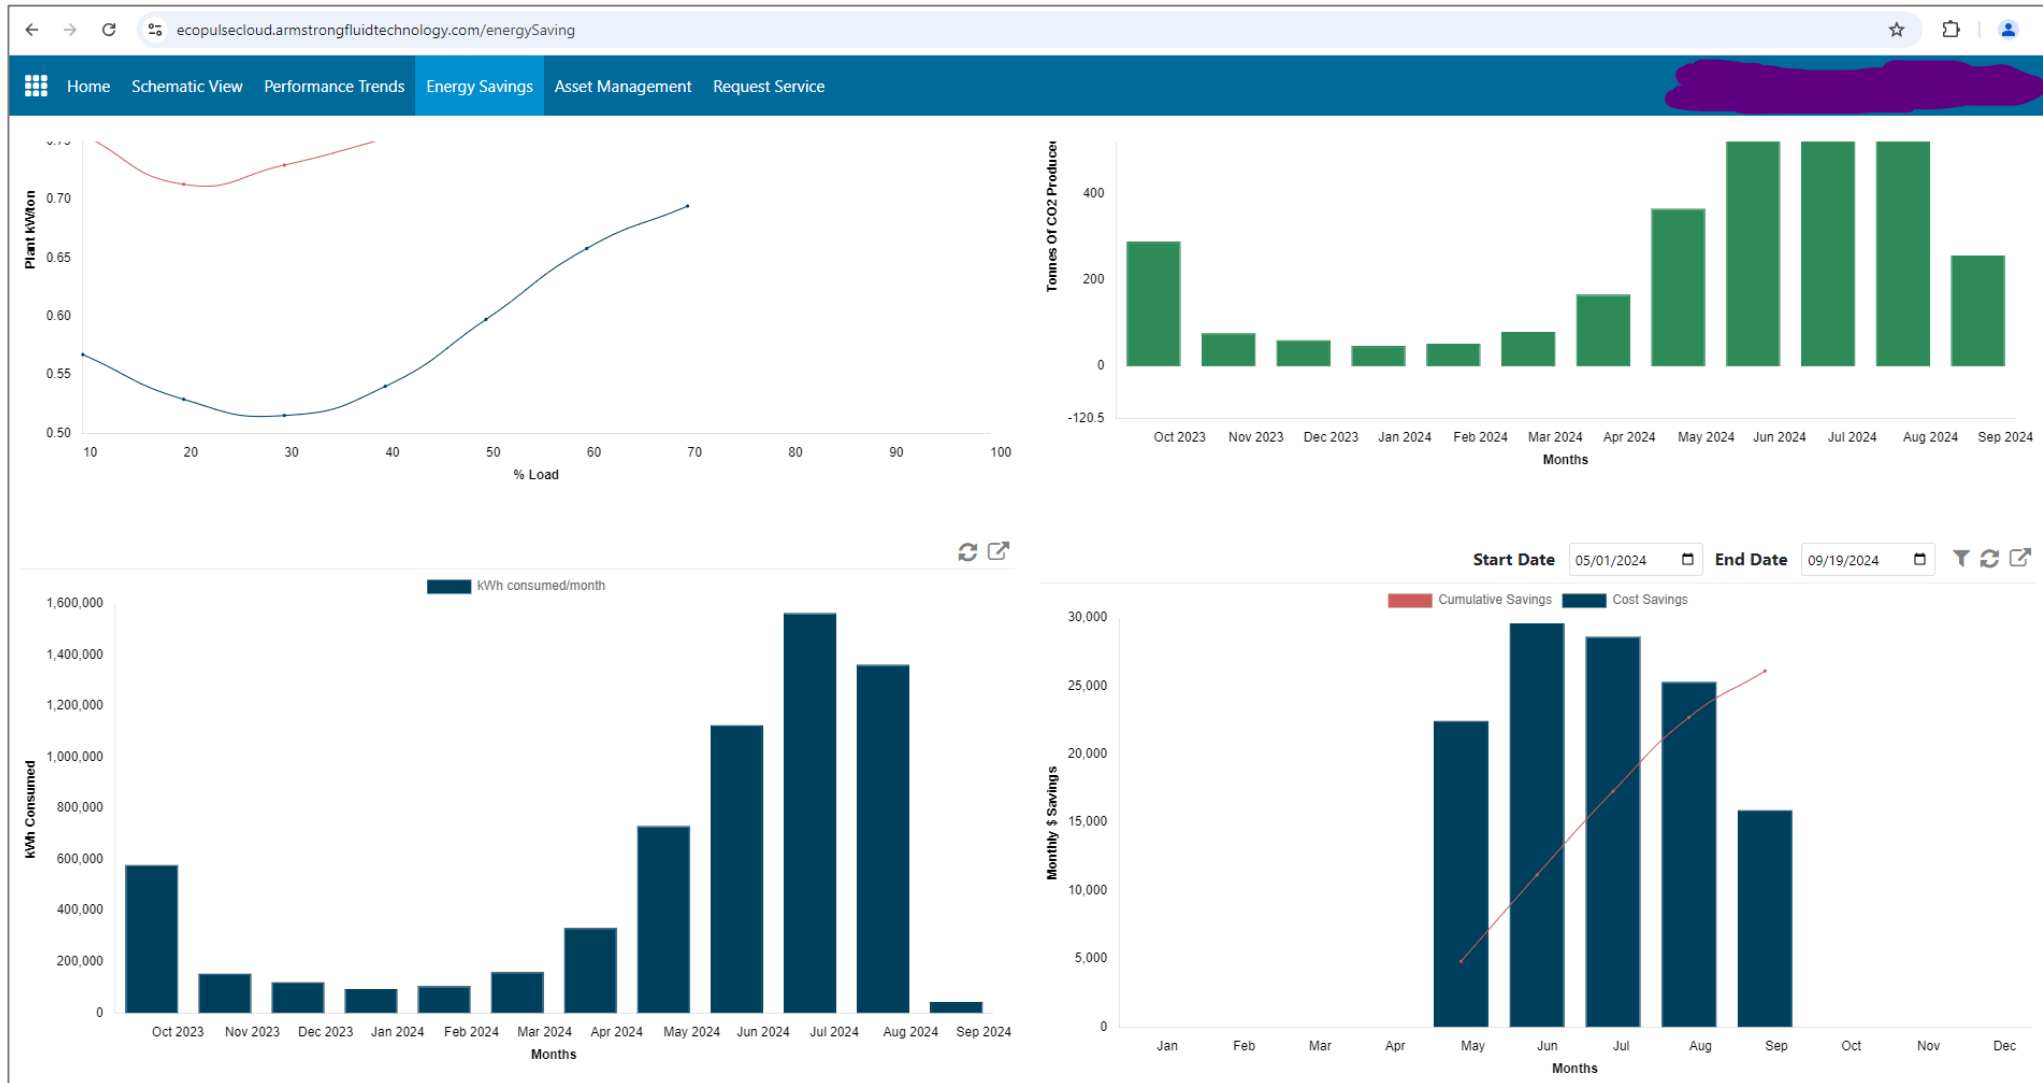 ecopulsecloud.armstrongfluidtechnology.com/energySaving
Home Schematic View Performance Trends Energy Savings Asset Management Request Service
Plant kW/ton
0.75
0.70
0.65
0.60
0.55
0.50
10 20 30 40 50 60 70 80 90 100
% Load
Tonnes Of CO2 Produced
400
200
0
-120.5
Oct 2023 Nov 2023 Dec 2023 Jan 2024 Feb 2024 Mar 2024 Apr 2024 May 2024 Jun 2024 Jul 2024 Aug 2024 Sep 2024
Months
kWh consumed/month
kWh Consumed
1,600,000
1,400,000
1,200,000
1,000,000
800,000
600,000
400,000
200,000
0
Oct 2023 Nov 2023 Dec 2023 Jan 2024 Feb 2024 Mar 2024 Apr 2024 May 2024 Jun 2024 Jul 2024 Aug 2024 Sep 2024
Months
Start Date 05/01/2024 End Date 09/19/2024
Cumulative Savings Cost Savings
Monthly $ Savings
30,000
25,000
20,000
15,000
10,000
5,000
0
Jan Feb Mar Apr May Jun Jul Aug Sep Oct Nov Dec
Months